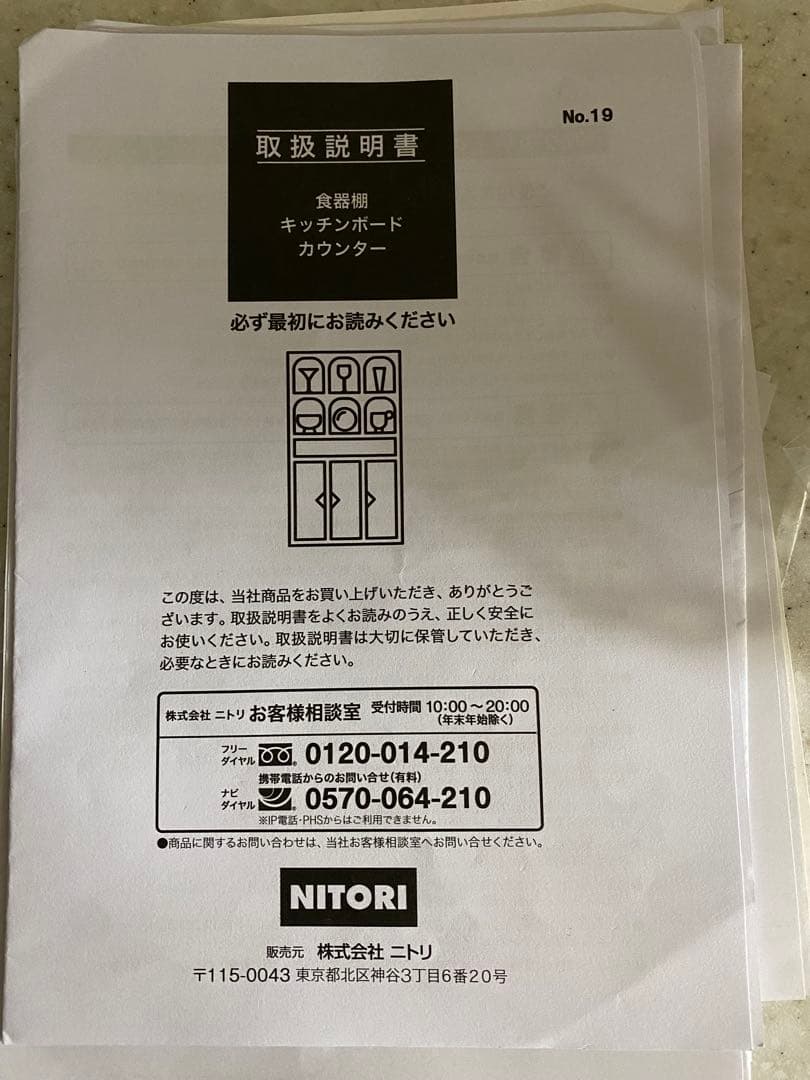 No.19
取扱説明書
食器棚
キッチンボード
カウンター
必ず最初にお読みください
この度は、当社商品をお買い上げいただき、ありがとうご
ざいます。取扱説明書をよくお読みのうえ、正しく安全に
お使いください。取扱説明書は大切に保管していただき、
必要なときにお読みください。
株式会社 ニトリ お客様相談室 受付時間 10:00～20:00
(年末年始除く)
フリー
ダイヤル 0120-014-210
携帯電話からのお問い合せ(有料)
ナビ
ダイヤル 0570-064-210
※IP電話・PHSからはご利用できません。
●商品に関するお問い合わせは、当社お客様相談室へお問い合せください。
NITORI
販売元 株式会社 ニトリ
〒115-0043 東京都北区神谷3丁目6番20号